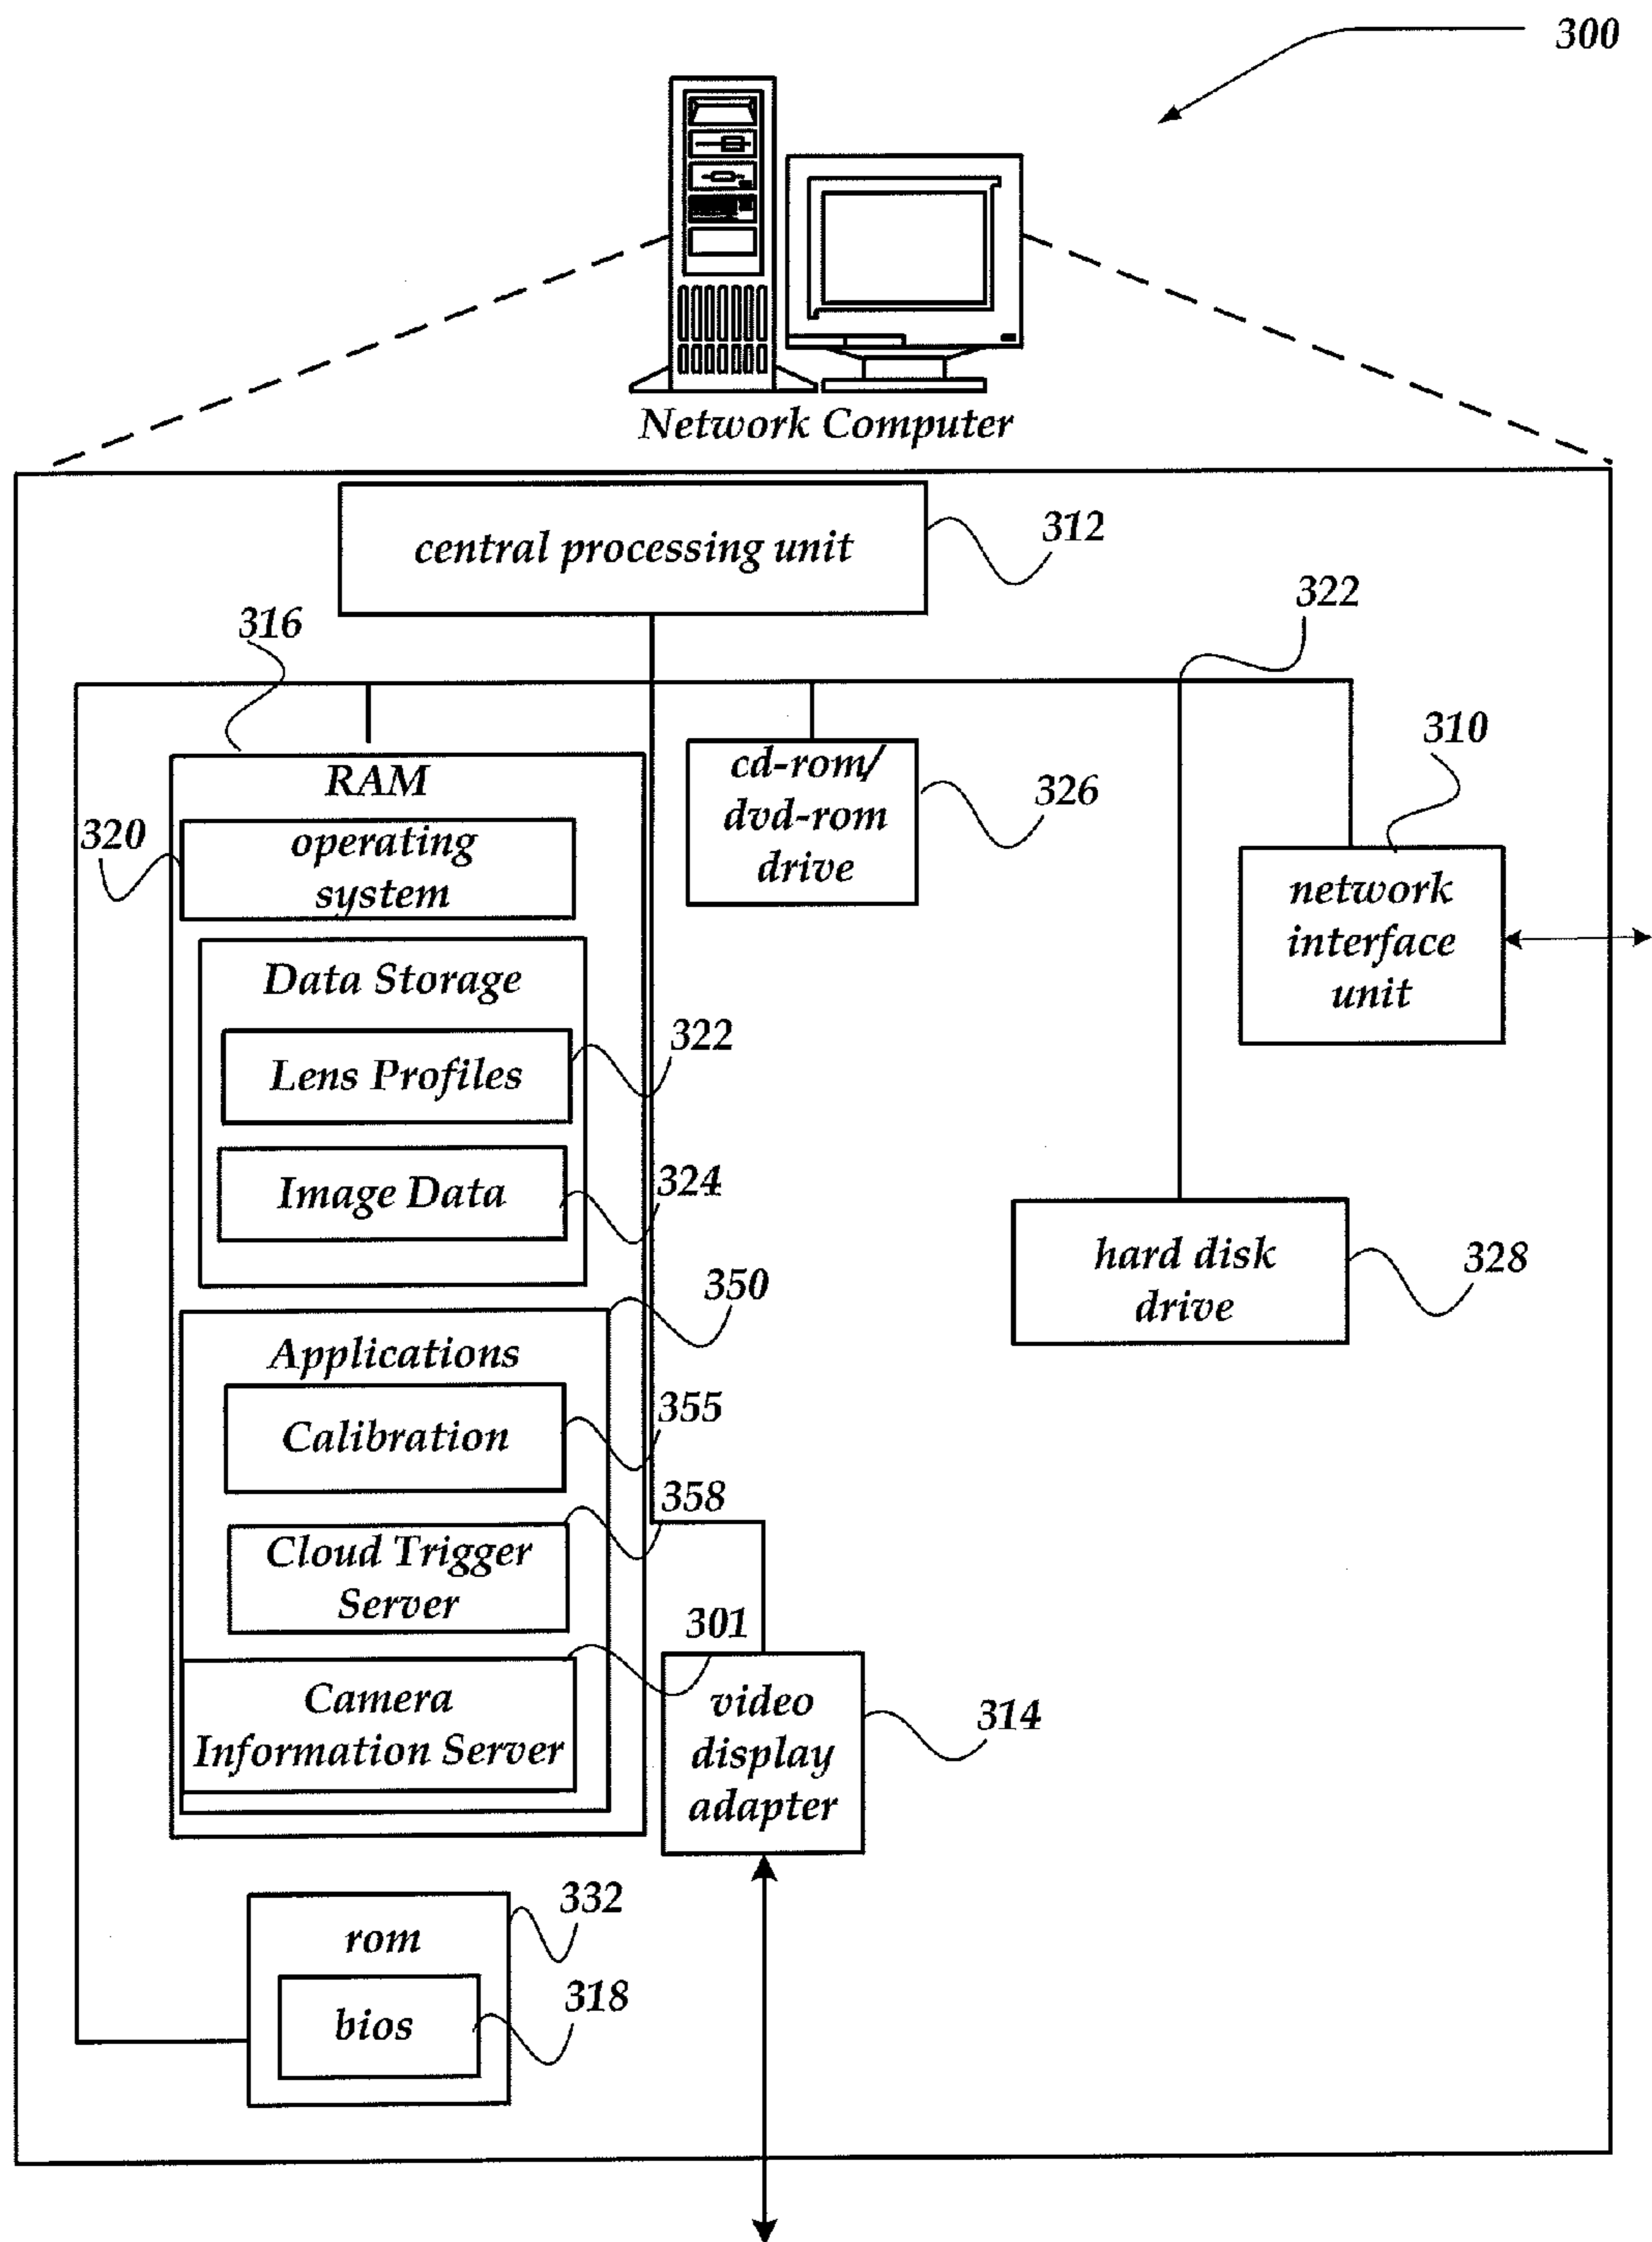 300
Network Computer
central processing unit
312
322
316
310
RAM
cd-rom/
dvd-rom
drive
326
320
operating
system
network
interface
unit
Data Storage
322
Lens Profiles
324
Image Data
hard disk
drive
328
350
Applications
355
Calibration
358
Cloud Trigger
Server
301
Camera
Information Server
video
display
adapter
314
332
rom
318
bios